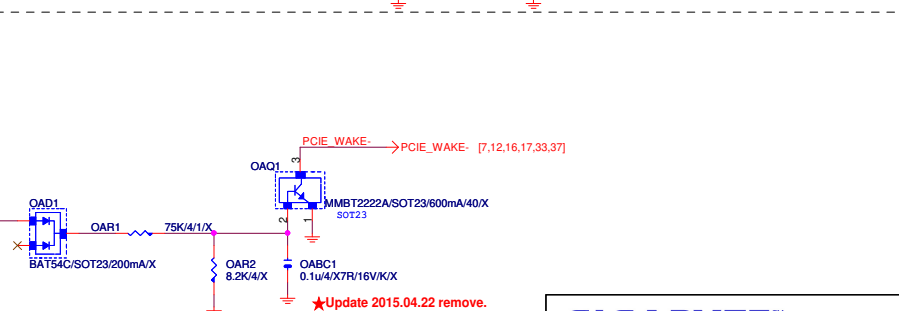 PCIE_WAKE-
PCIE_WAKE- [7,12,16,17,33,37]
3
OAQ1
MMBT2222A/SOT23/600mA/40/X
SOT23
2
1
OAD1
OAR1
75K/4/1/X
BAT54C/SOT23/200mA/X
OAR2
8.2K/4/X
OABC1
0.1u/4/X7R/16V/K/X
★Update 2015.04.22 remove.